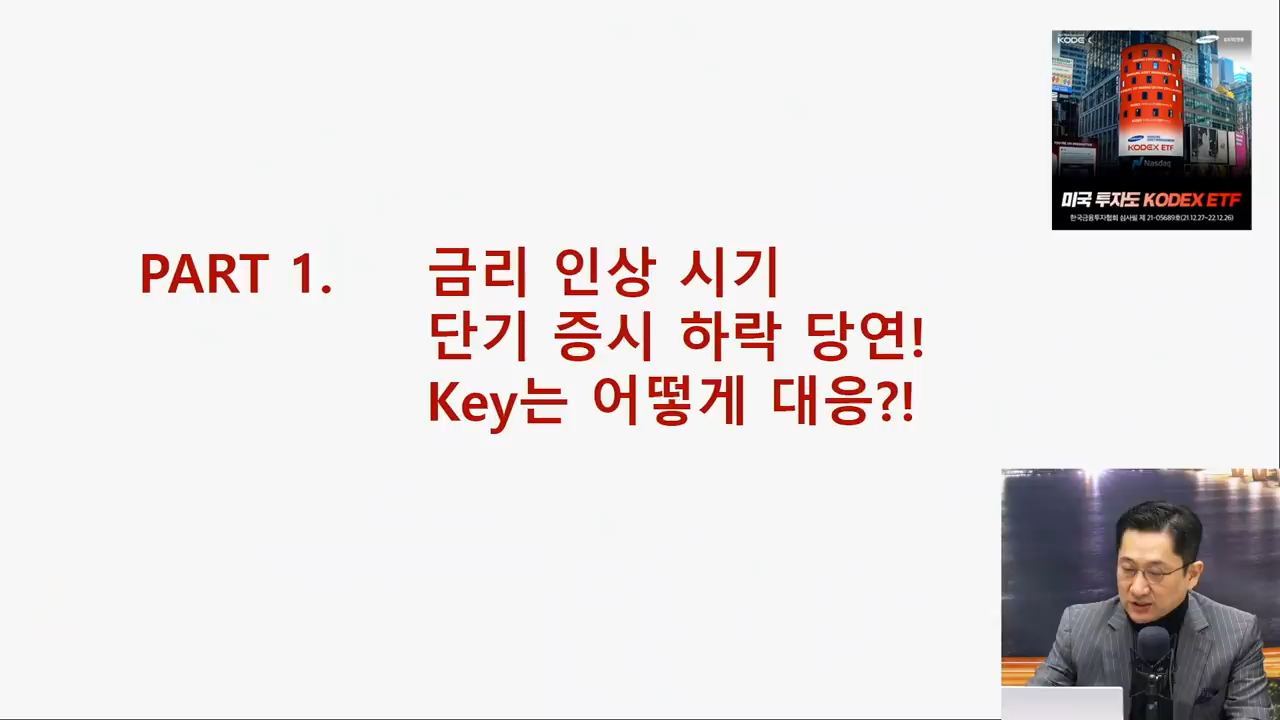 PART 1.
금리 인상 시기
단기 증시 하락 당연!
Key는 어떻게 대응?!
KODEX ETF
Nasdaq
미국 투자도 KODEX ETF
한국금융투자협회 심사필 제 21-05689호(21.12.27~22.12.26)